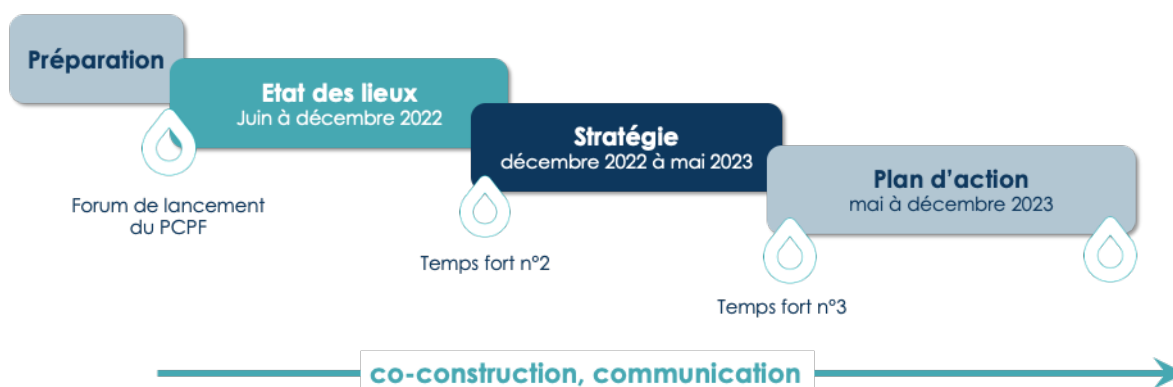 Préparation
Etat des lieux
Juin à décembre 2022
Stratégie
décembre 2022 à mai 2023
Plan d'action
mai à décembre 2023
Forum de lancement
du PCPF
Temps fort n°2
Temps fort n°3
co-construction, communication